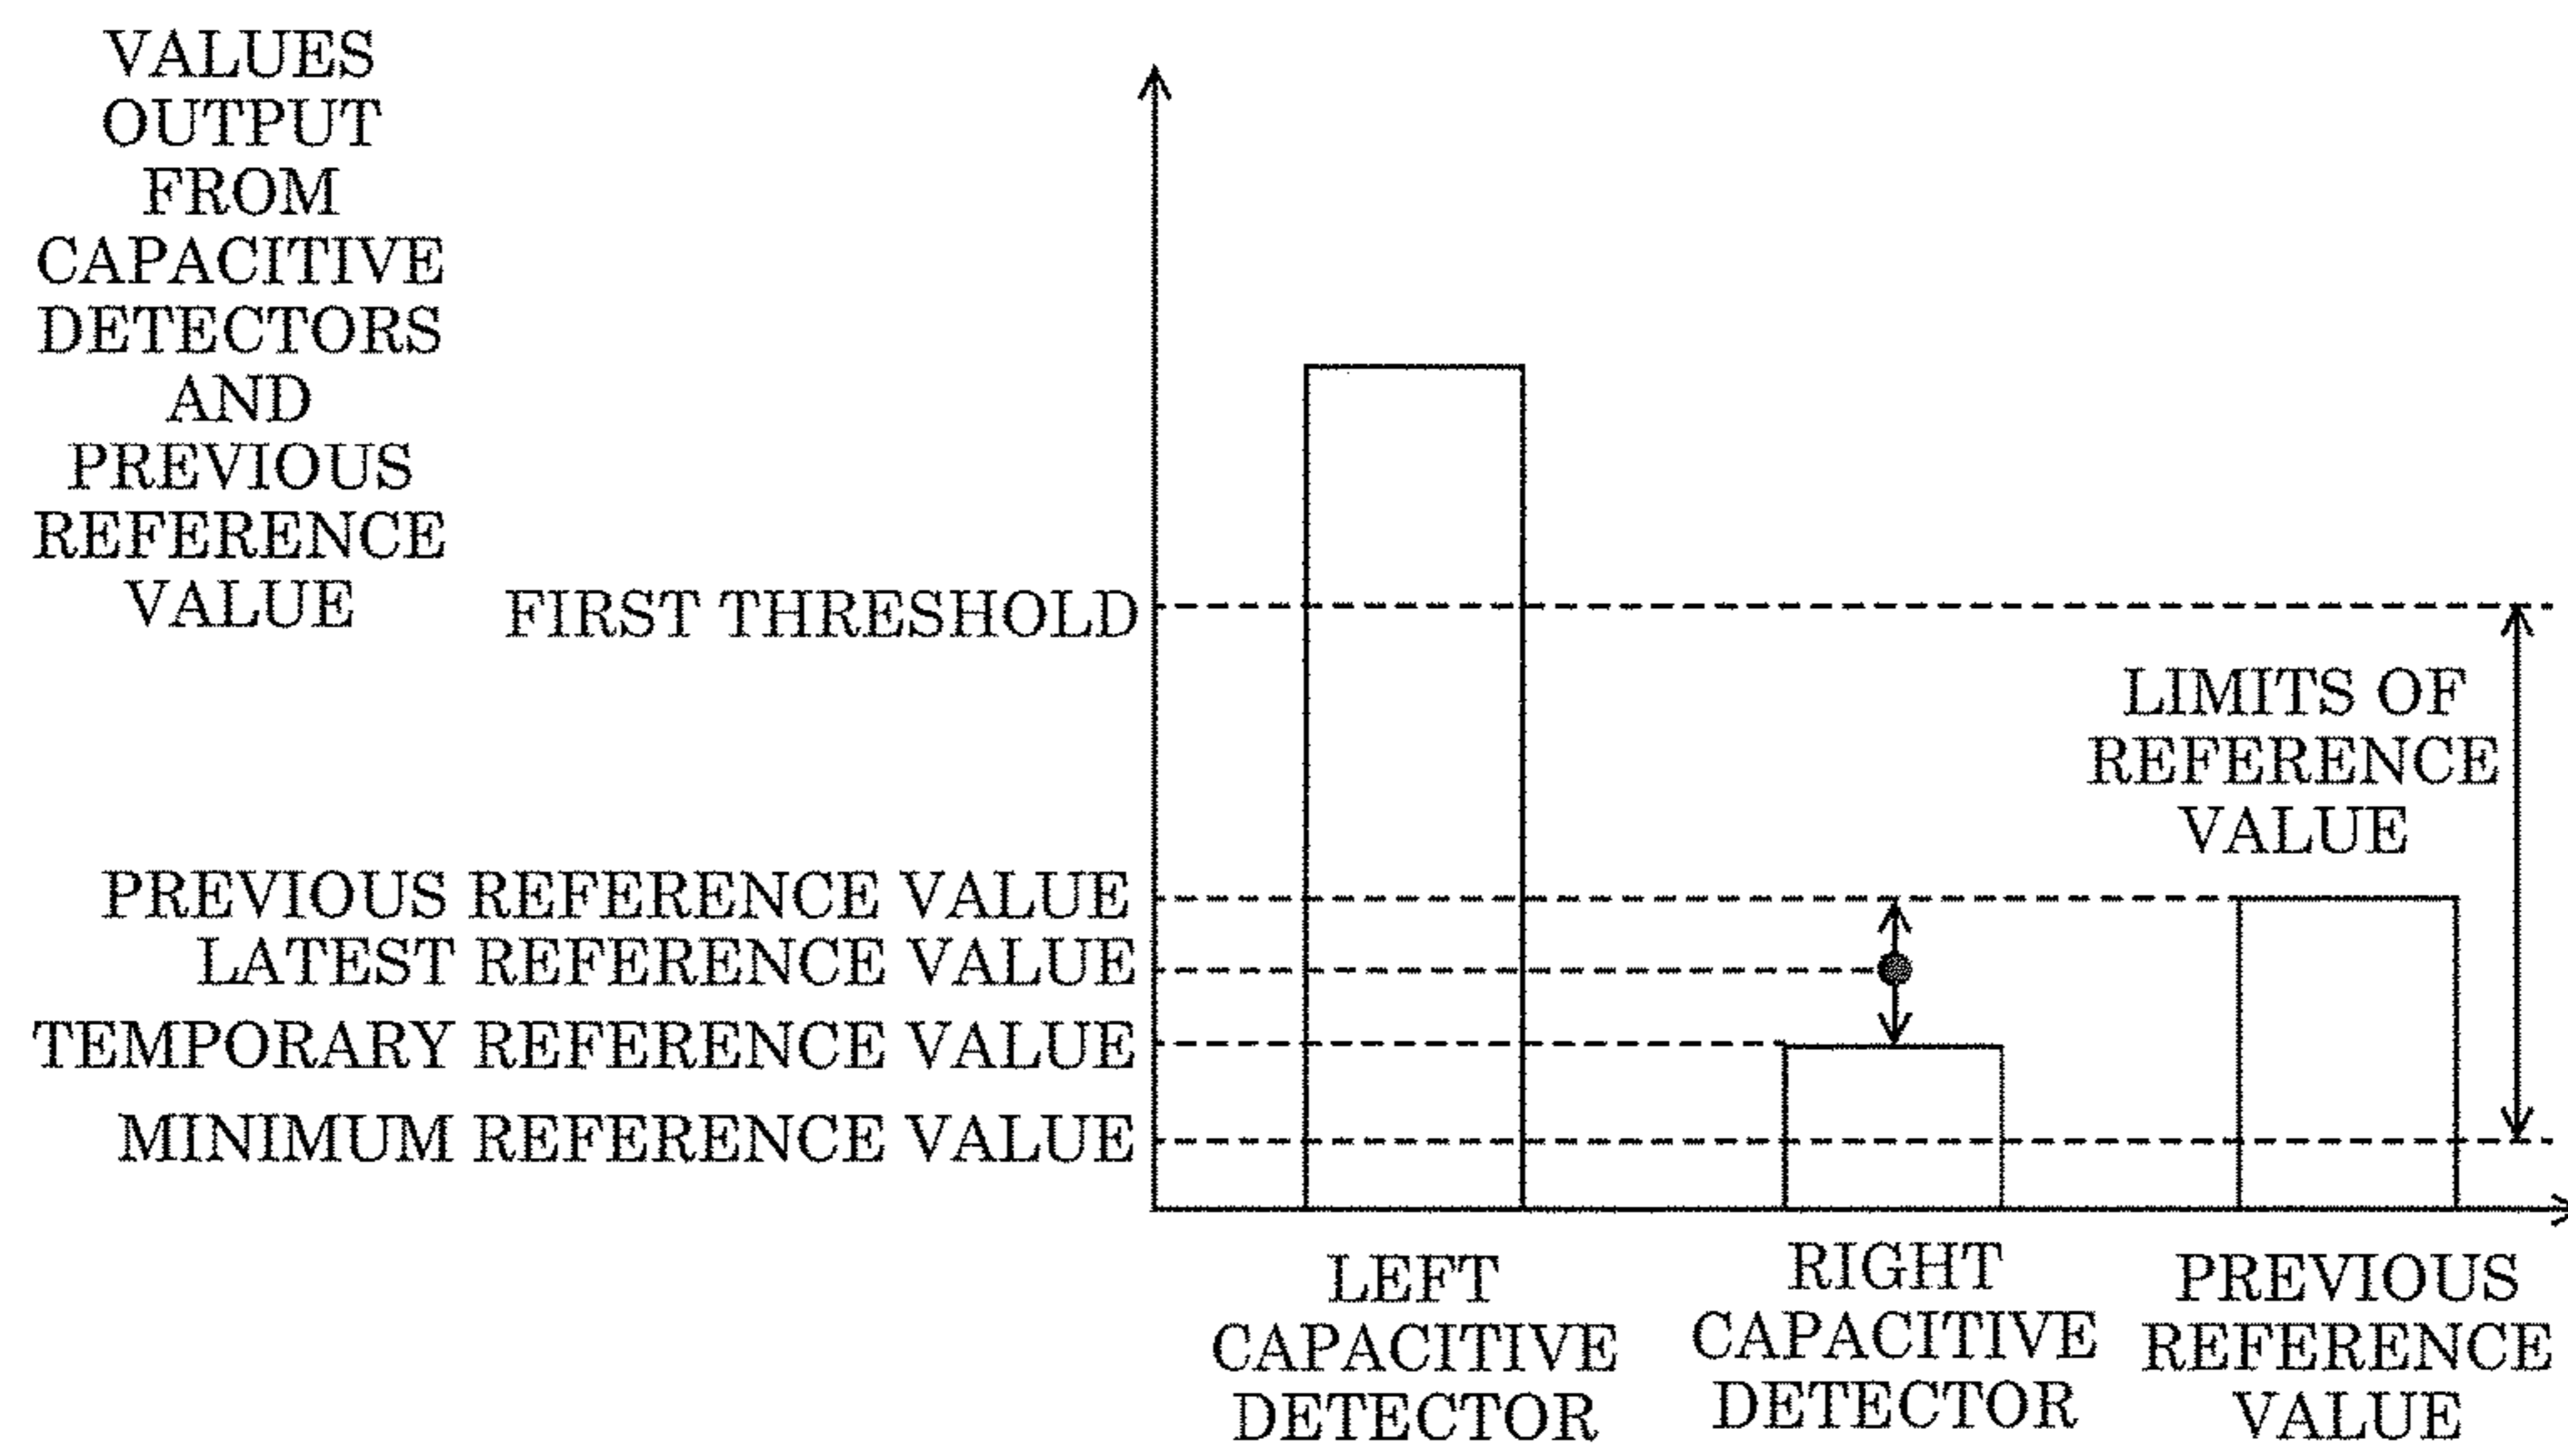 VALUES
OUTPUT
FROM
CAPACITIVE
DETECTORS
AND
PREVIOUS
REFERENCE
VALUE
FIRST THRESHOLD
LIMITS OF
REFERENCE
VALUE
PREVIOUS REFERENCE VALUE
LATEST REFERENCE VALUE
TEMPORARY REFERENCE VALUE
MINIMUM REFERENCE VALUE
LEFT
CAPACITIVE
DETECTOR
RIGHT
CAPACITIVE
DETECTOR
PREVIOUS
REFERENCE
VALUE